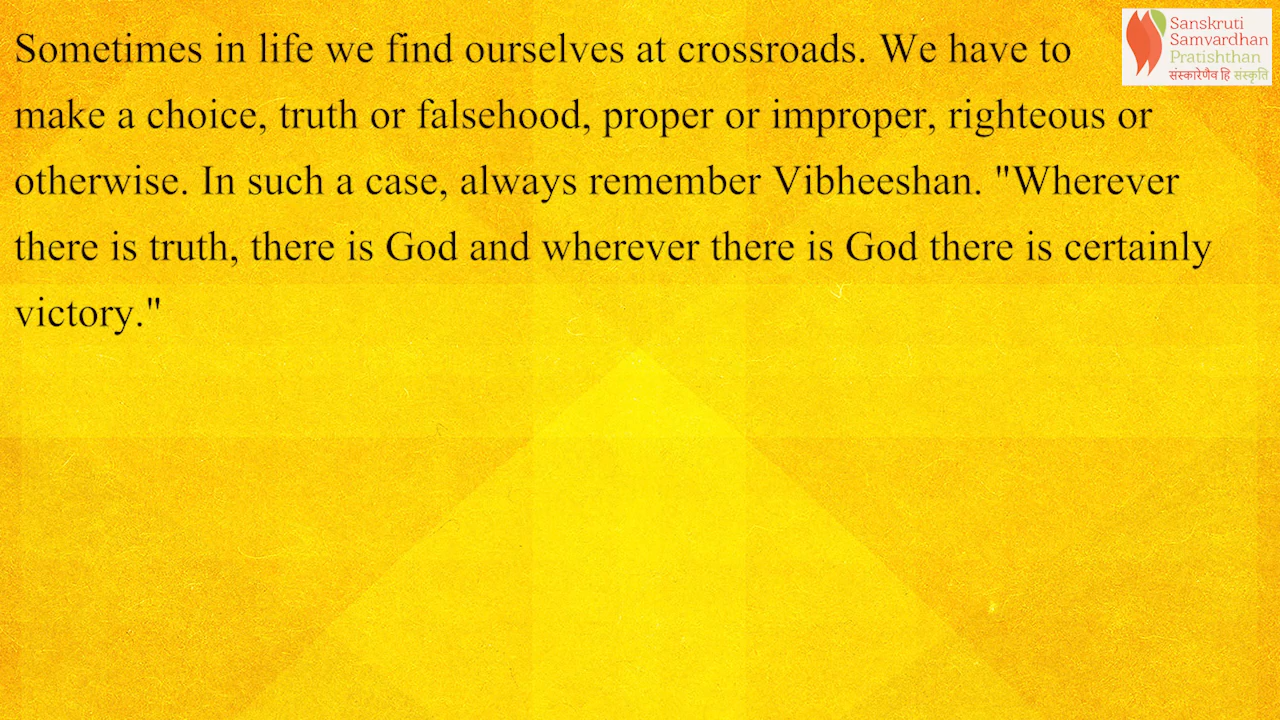 Sometimes in life we find ourselves at crossroads. We have to
make a choice, truth or falsehood, proper or improper, righteous or
otherwise. In such a case, always remember Vibheeshan. "Wherever
there is truth, there is God and wherever there is God there is certainly
victory."
Sanskruti
Samvardhan
Pratishthan
संस्कारेणैव हि संस्कृति